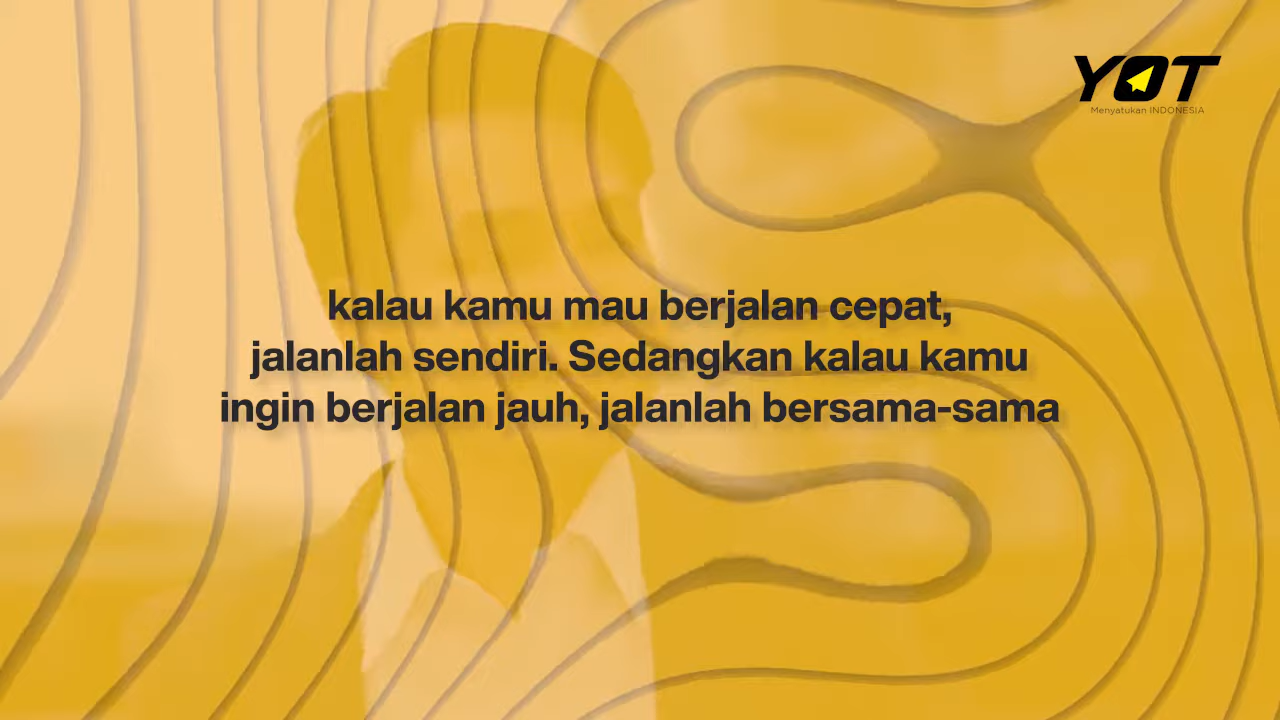 YOT
Menyatukan INDONESIA
kalau kamu mau berjalan cepat,
jalanlah sendiri. Sedangkan kalau kamu
ingin berjalan jauh, jalanlah bersama-sama